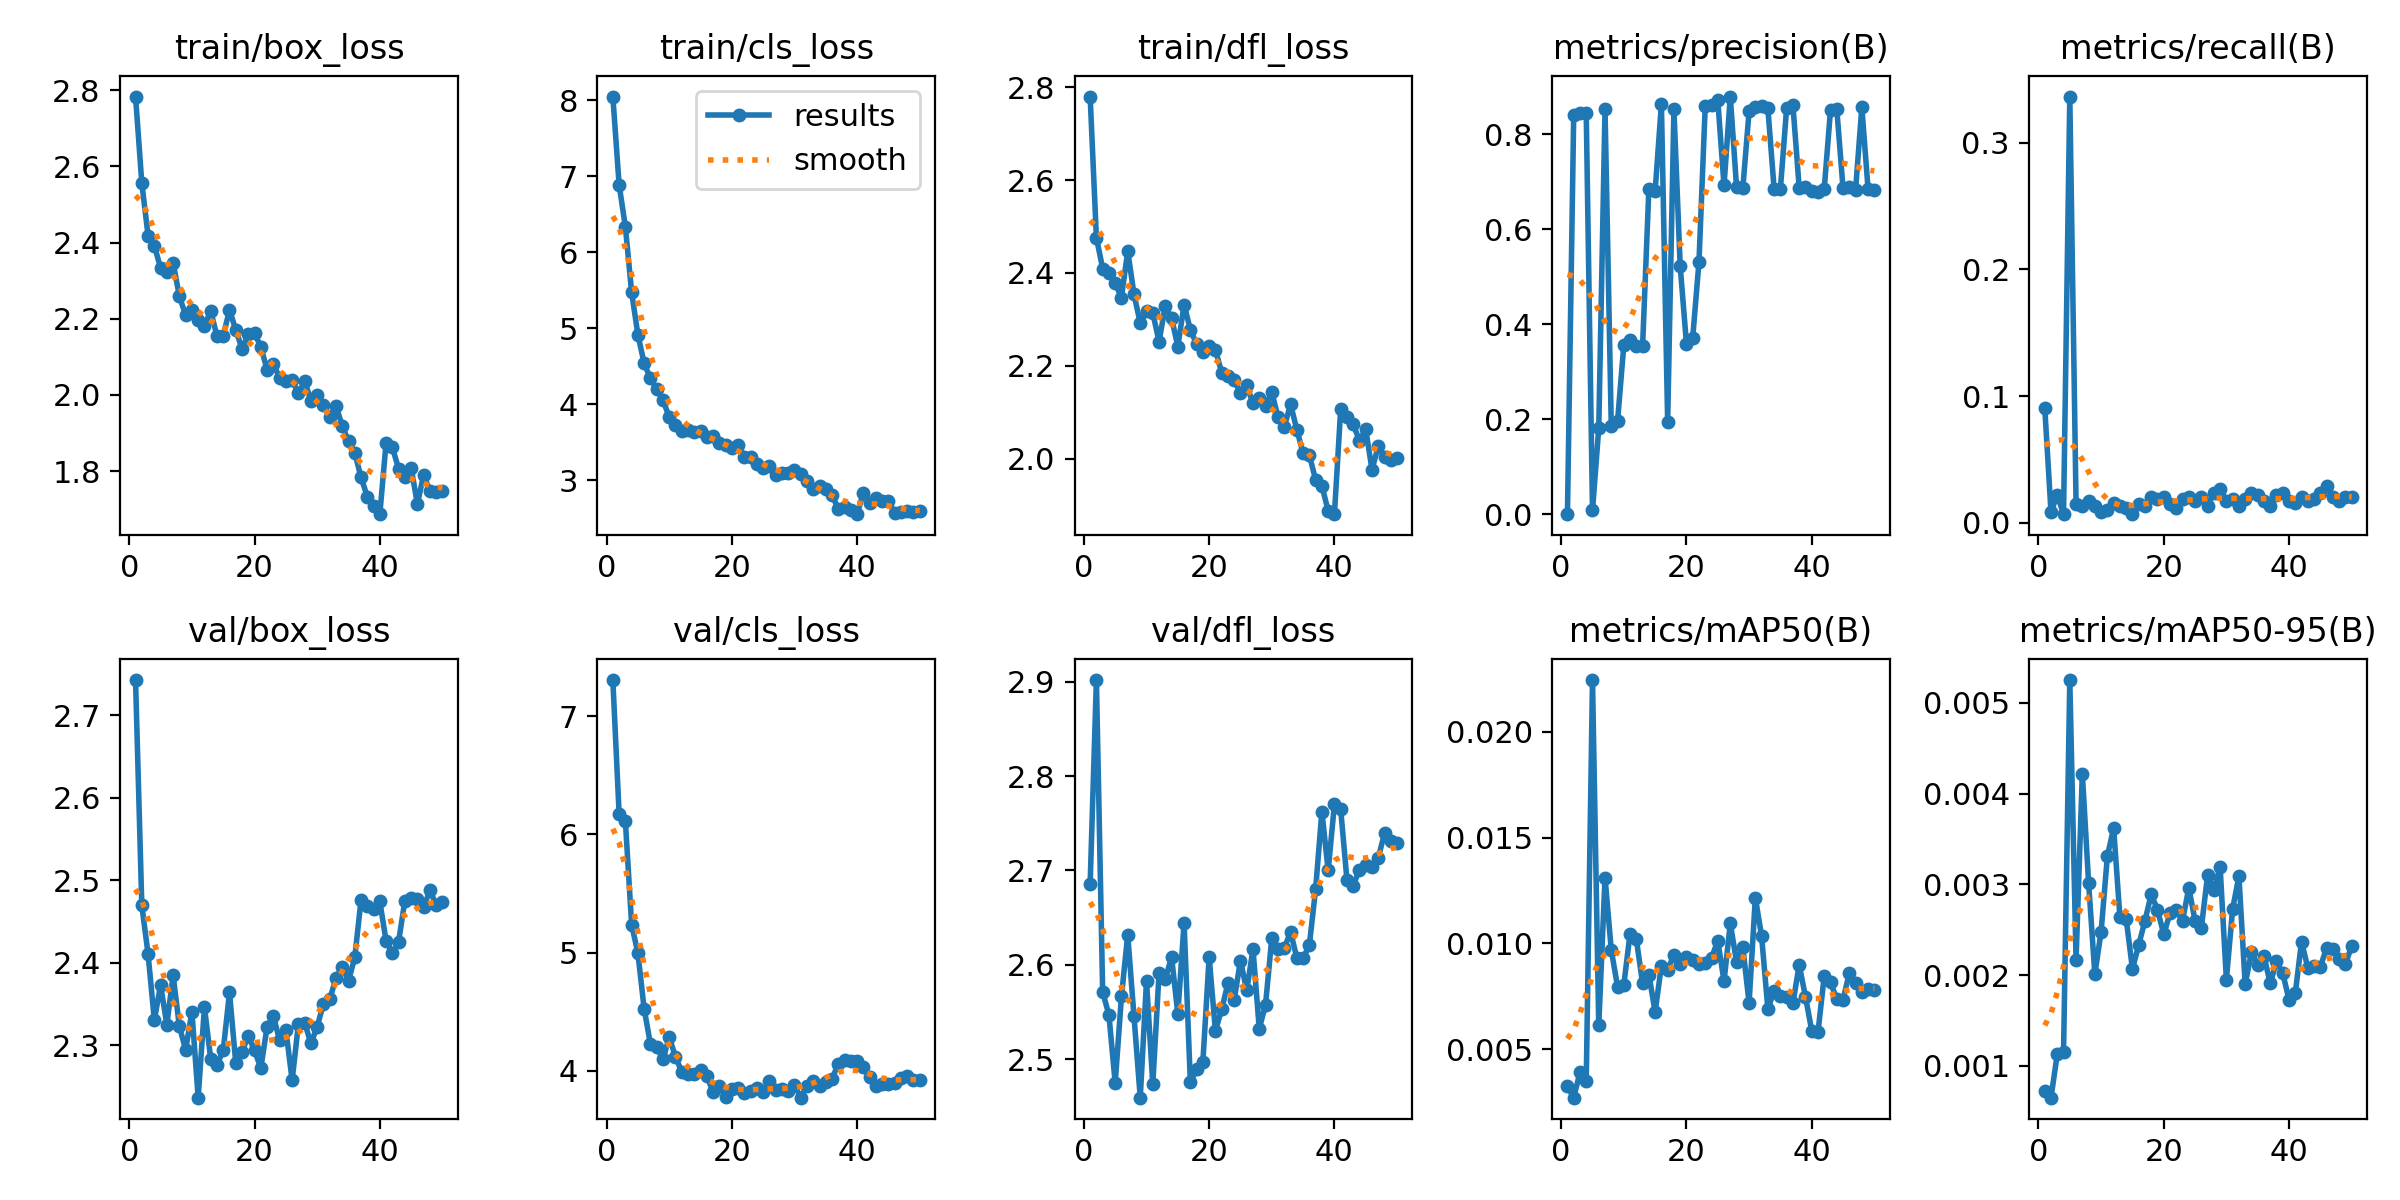 train/box_loss
2.8
2.6
2.4
2.2
2.0
1.8
0 20 40
train/cls_loss
results
smooth
8
7
6
5
4
3
0 20 40
train/dfl_loss
2.8
2.6
2.4
2.2
2.0
0 20 40
metrics/precision(B)
0.8
0.6
0.4
0.2
0.0
0 20 40
metrics/recall(B)
0.3
0.2
0.1
0.0
0 20 40
val/box_loss
2.7
2.6
2.5
2.4
2.3
0 20 40
val/cls_loss
7
6
5
4
0 20 40
val/dfl_loss
2.9
2.8
2.7
2.6
2.5
0 20 40
metrics/mAP50(B)
0.020
0.015
0.010
0.005
0 20 40
metrics/mAP50-95(B)
0.005
0.004
0.003
0.002
0.001
0 20 40